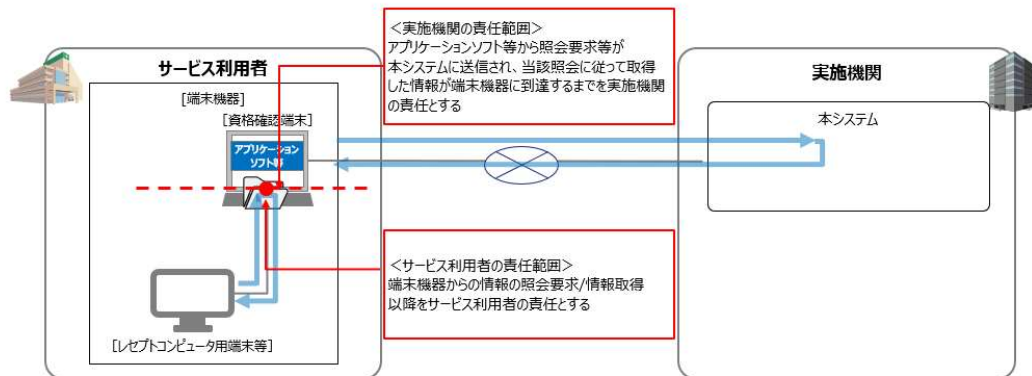 ＜実施機関の責任範囲＞
アプリケーションソフト等から照会要求等が
本システムに送信され、当該照会に従って取得
した情報が端末機器に到達するまでを実施機関
の責任とする
サービス利用者
[端末機器]
[資格確認端末]
アプリケーション
ソフト等
実施機関
本システム
＜サービス利用者の責任範囲＞
端末機器からの情報の照会要求/情報取得
以降をサービス利用者の責任とする
[レセプトコンピュータ用端末等]